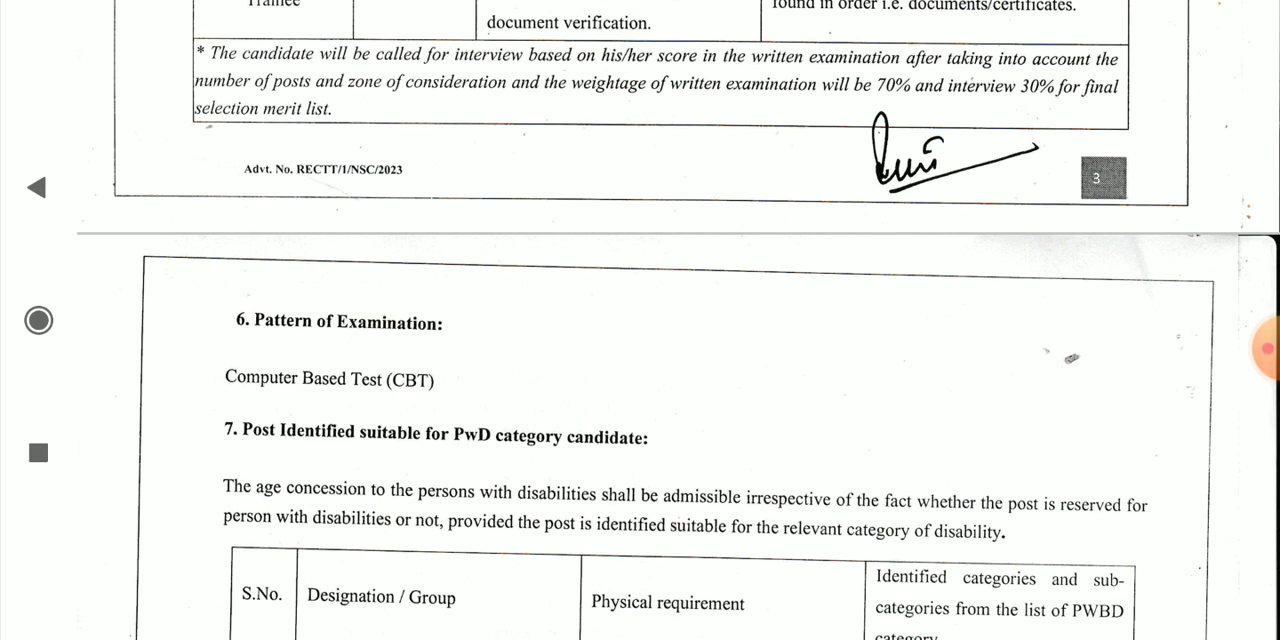 Trainee
document verification.
found in order i.e. documents/certificates.
* The candidate will be called for interview based on his/her score in the written examination after taking into account the
number of posts and zone of consideration and the weightage of written examination will be 70% and interview 30% for final
selection merit list.
Advt. No. RECTT/1/NSC/2023
3
6. Pattern of Examination:
Computer Based Test (CBT)
7. Post Identified suitable for PwD category candidate:
The age concession to the persons with disabilities shall be admissible irrespective of the fact whether the post is reserved for
person with disabilities or not, provided the post is identified suitable for the relevant category of disability.
S.No.
Designation / Group
Physical requirement
Identified categories and sub-
categories from the list of PWBD
category